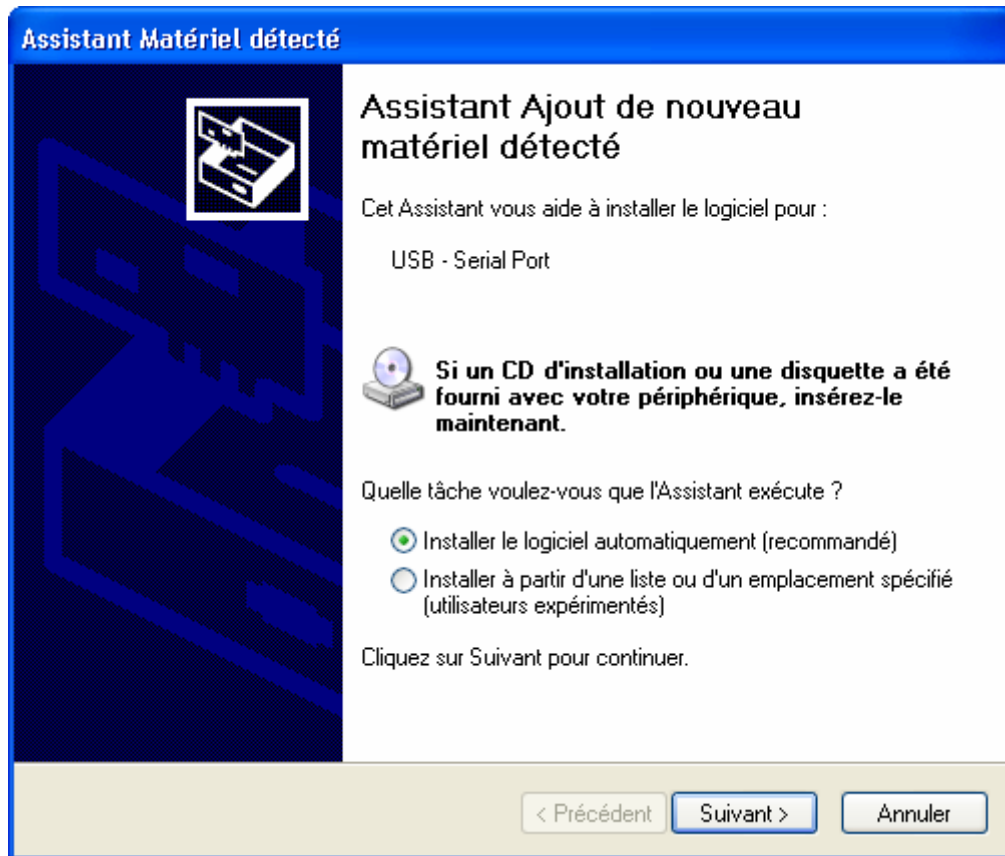 Assistant Matériel détecté
Assistant Ajout de nouveau
matériel détecté
Cet Assistant vous aide à installer le logiciel pour :
USB - Serial Port
Si un CD d'installation ou une disquette a été
fourni avec votre périphérique, insérez-le
maintenant.
Quelle tâche voulez-vous que l'Assistant exécute ?
Installer le logiciel automatiquement (recommandé)
Installer à partir d'une liste ou d'un emplacement spécifié
(utilisateurs expérimentés)
Cliquez sur Suivant pour continuer.
< Précédent Suivant > Annuler